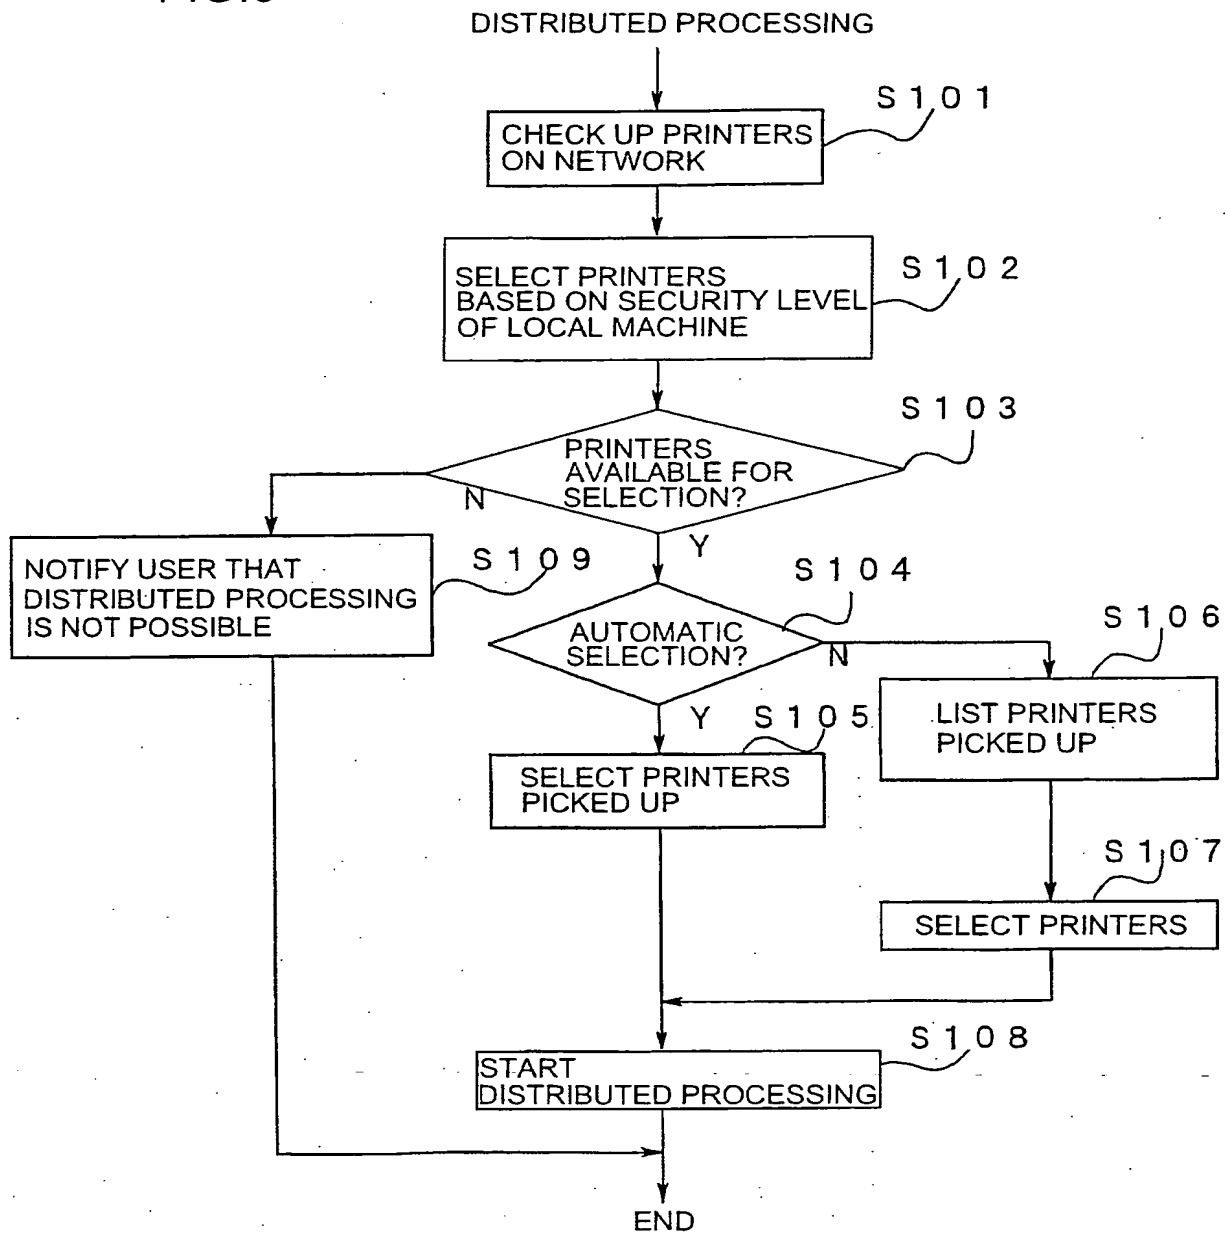 DISTRIBUTED PROCESSING
S101
CHECK UP PRINTERS
ON NETWORK
S102
SELECT PRINTERS
BASED ON SECURITY LEVEL
OF LOCAL MACHINE
S103
PRINTERS
AVAILABLE FOR
SELECTION?
N
Y
S109
NOTIFY USER THAT
DISTRIBUTED PROCESSING
IS NOT POSSIBLE
S104
AUTOMATIC
SELECTION?
N
Y
S106
LIST PRINTERS
PICKED UP
S105
SELECT PRINTERS
PICKED UP
S107
SELECT PRINTERS
S108
START
DISTRIBUTED PROCESSING
END